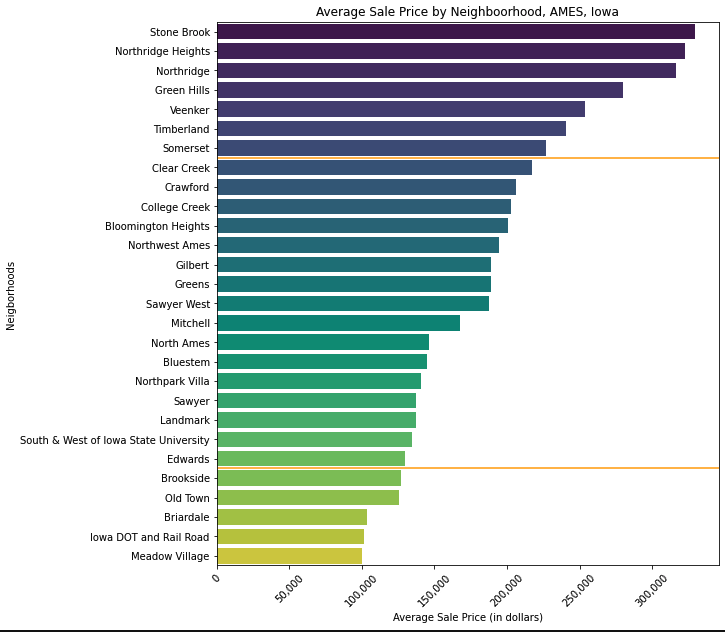 Average Sale Price by Neighboorhood, AMES, Iowa
Neigborhoods
Stone Brook
Northridge Heights
Northridge
Green Hills
Veenker
Timberland
Somerset
Clear Creek
Crawford
College Creek
Bloomington Heights
Northwest Ames
Gilbert
Greens
Sawyer West
Mitchell
North Ames
Bluestem
Northpark Villa
Sawyer
Landmark
South & West of Iowa State University
Edwards
Brookside
Old Town
Briardale
Iowa DOT and Rail Road
Meadow Village
0
50,000
100,000
150,000
200,000
250,000
300,000
Average Sale Price (in dollars)